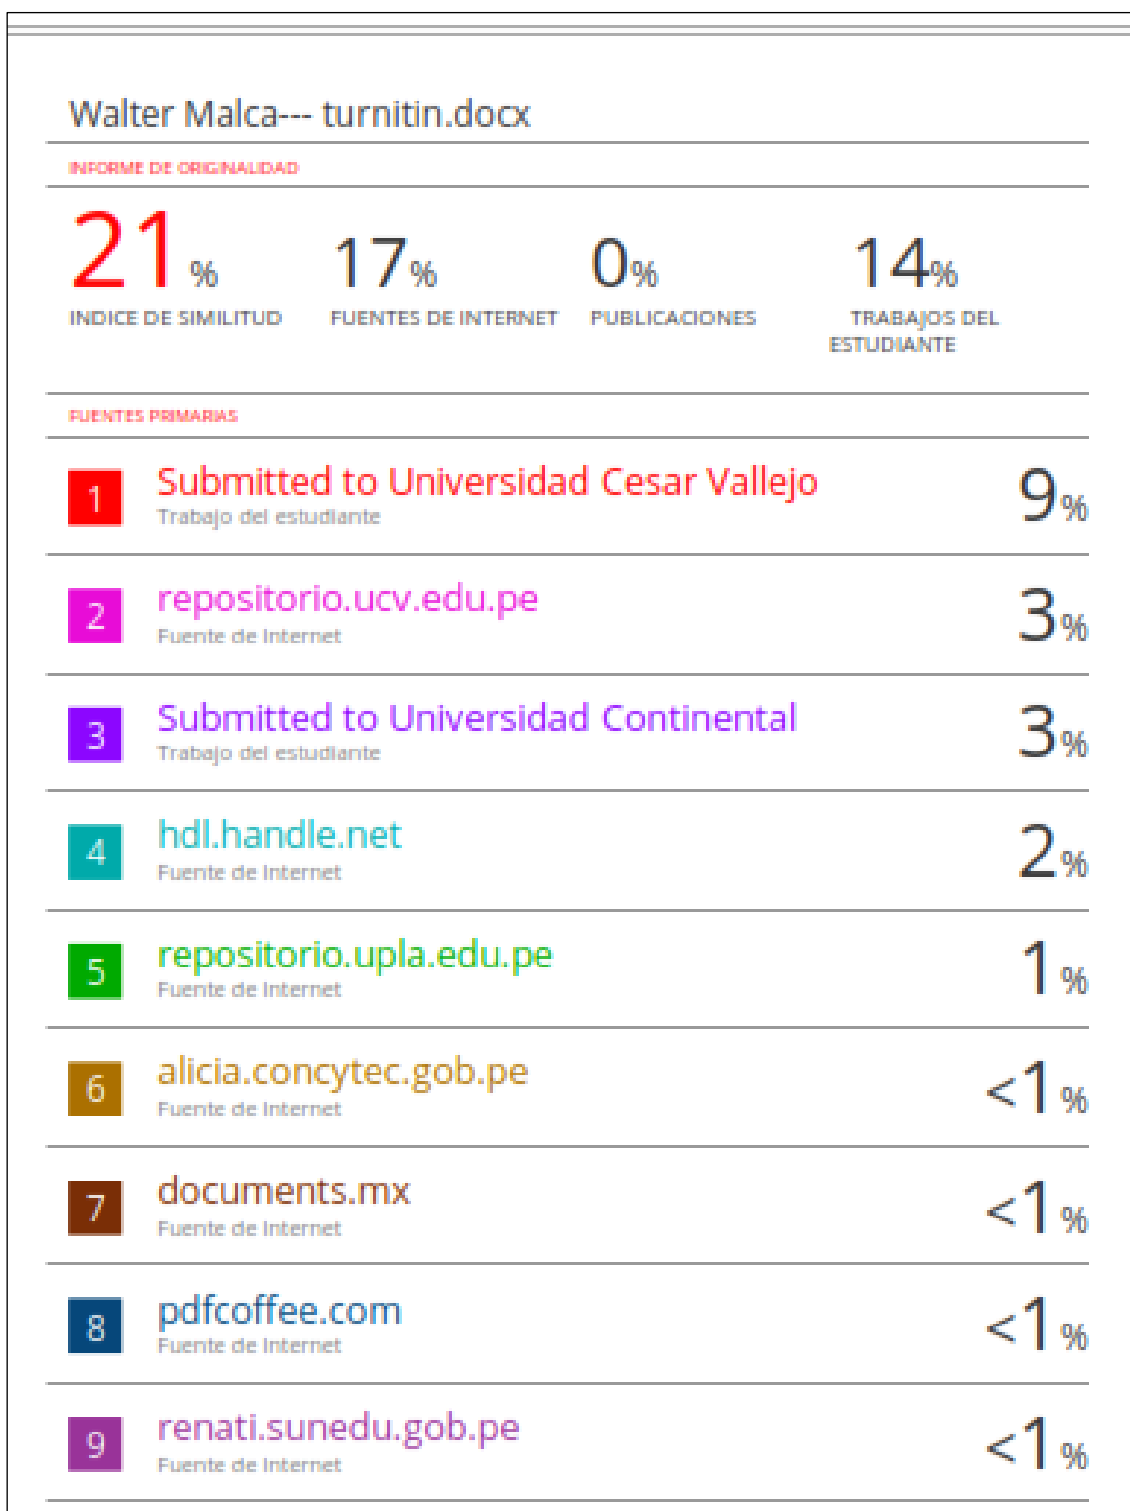 Walter Malca--- turnitin.docx
INFORME DE ORIGINALIDAD
21% 17% 0% 14%
INDICE DE SIMILITUD FUENTES DE INTERNET PUBLICACIONES TRABAJOS DEL
ESTUDIANTE
FUENTES PRIMARIAS
1 Submitted to Universidad Cesar Vallejo 9%
Trabajo del estudiante
2 repositorio.ucv.edu.pe 3%
Fuente de Internet
3 Submitted to Universidad Continental 3%
Trabajo del estudiante
4 hdl.handle.net 2%
Fuente de Internet
5 repositorio.upla.edu.pe 1%
Fuente de Internet
6 alicia.concytec.gob.pe <1%
Fuente de Internet
7 documents.mx <1%
Fuente de Internet
8 pdfcoffee.com <1%
Fuente de Internet
9 renati.sunedu.gob.pe <1%
Fuente de Internet